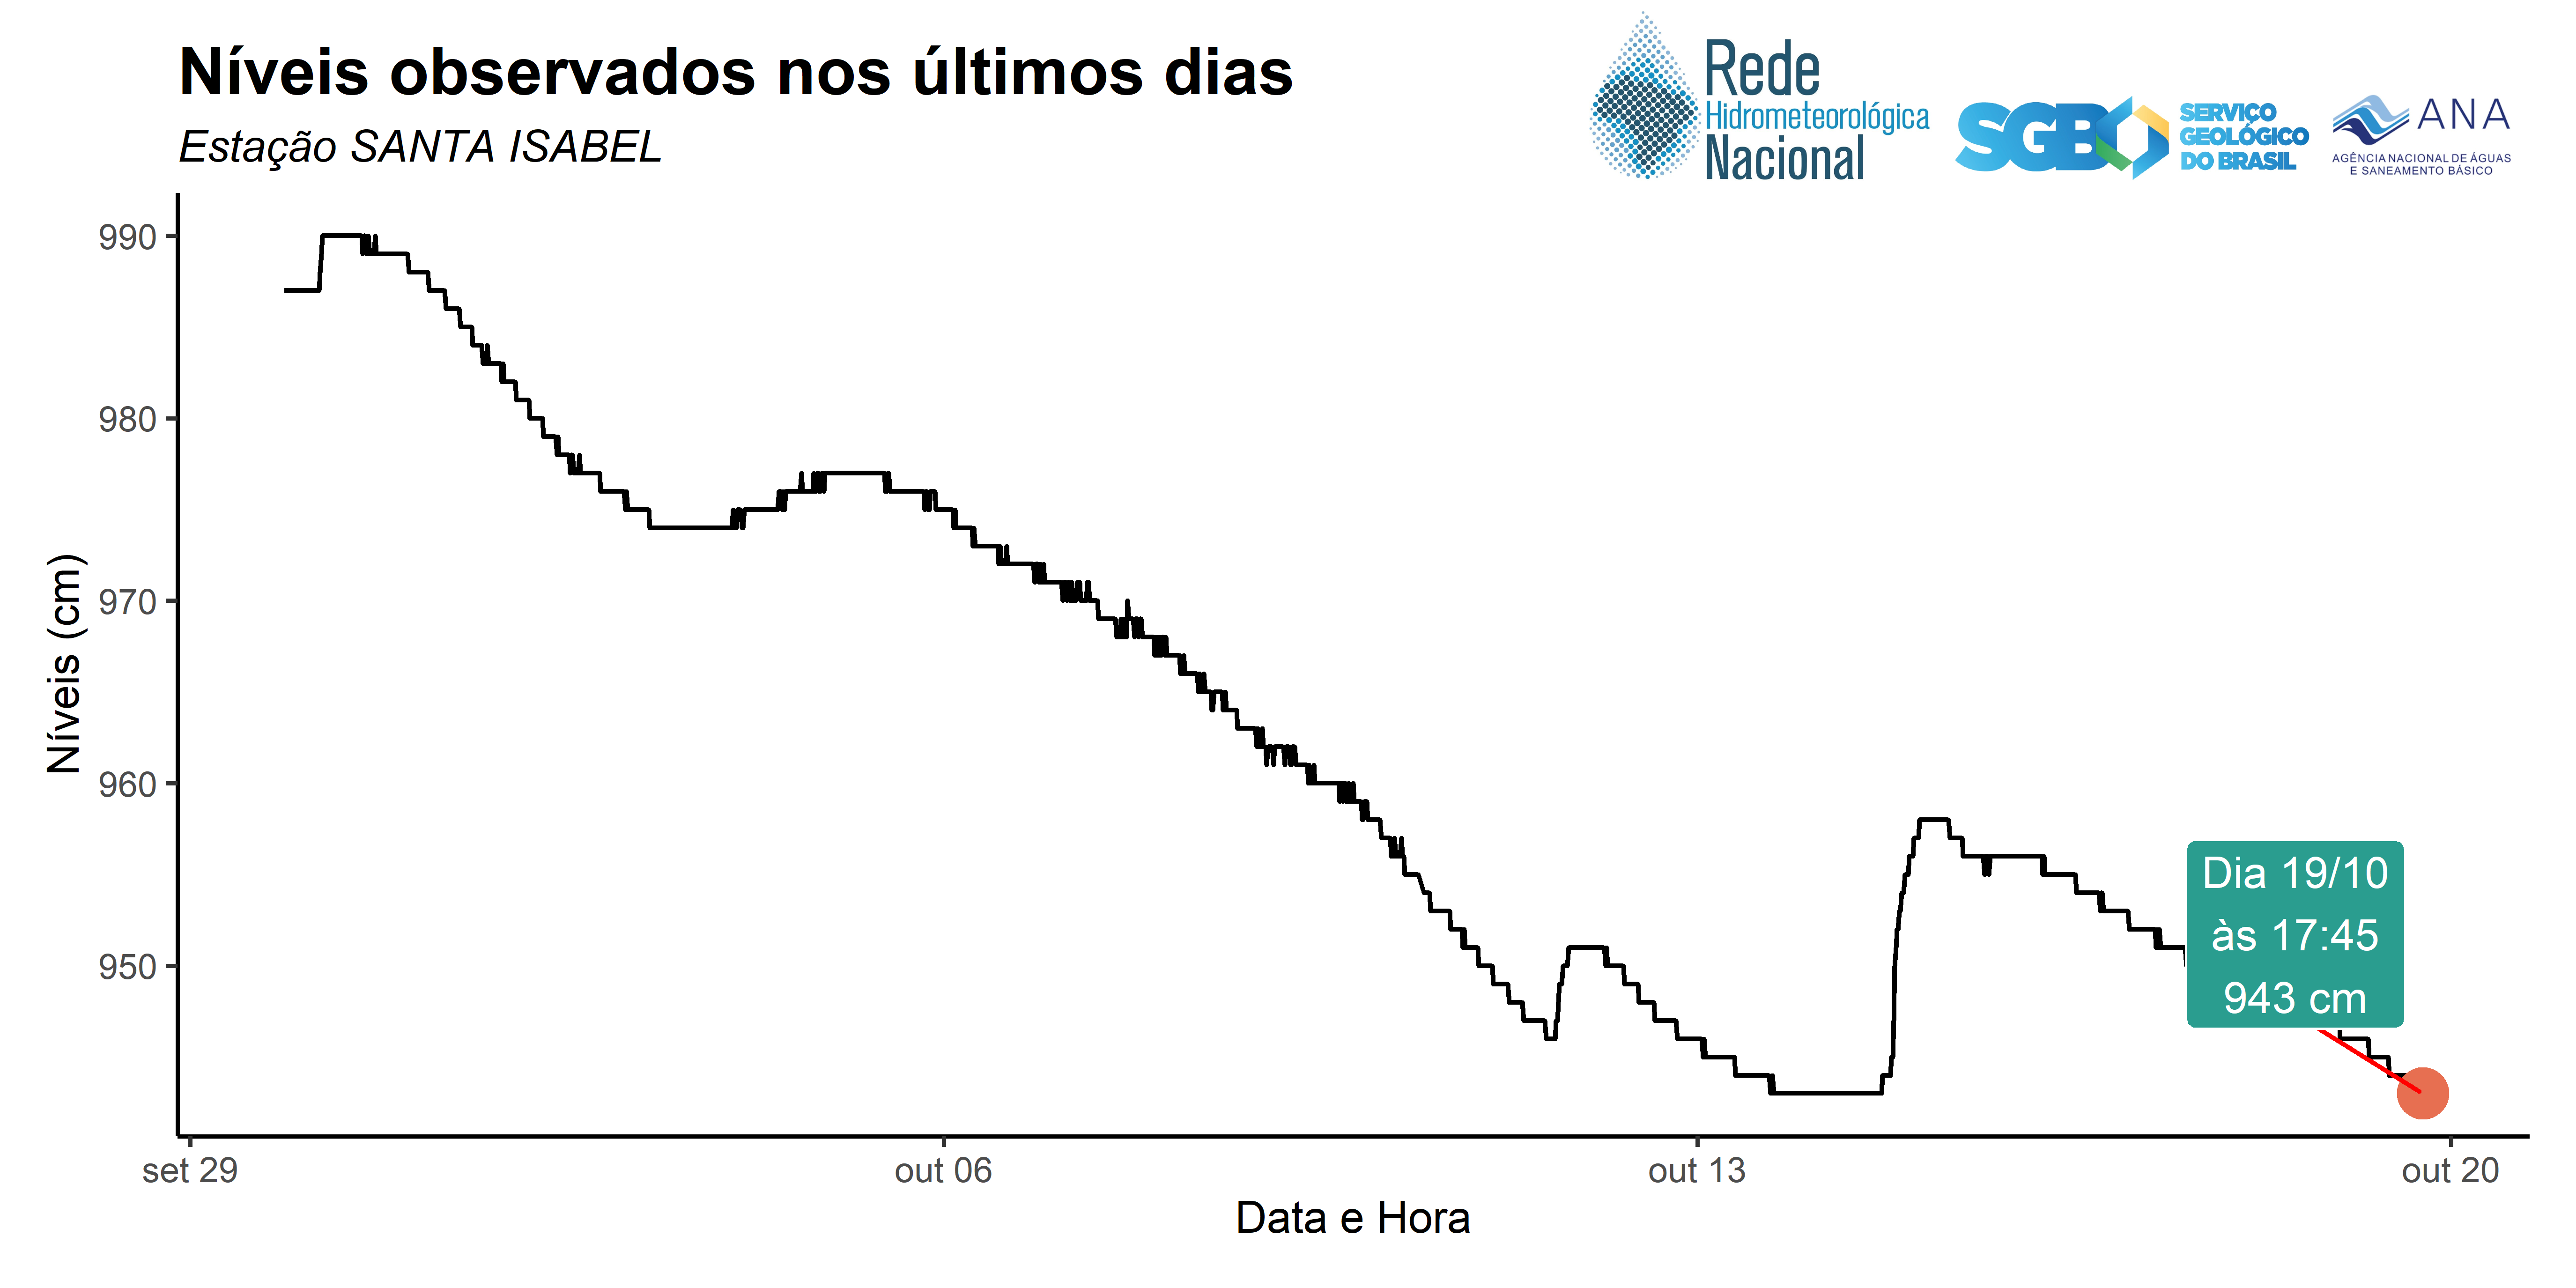 Níveis observados nos últimos dias
Estação SANTA ISABEL
Rede
Hidrometeorológica
Nacional
SGB
SERVIÇO
GEOLÓGICO
DO BRASIL
ANA
AGÊNCIA NACIONAL DE ÁGUAS
E SANEAMENTO BÁSICO
Níveis (cm)
990
980
970
960
950
Dia 19/10
às 17:45
943 cm
set 29
out 06
out 13
out 20
Data e Hora